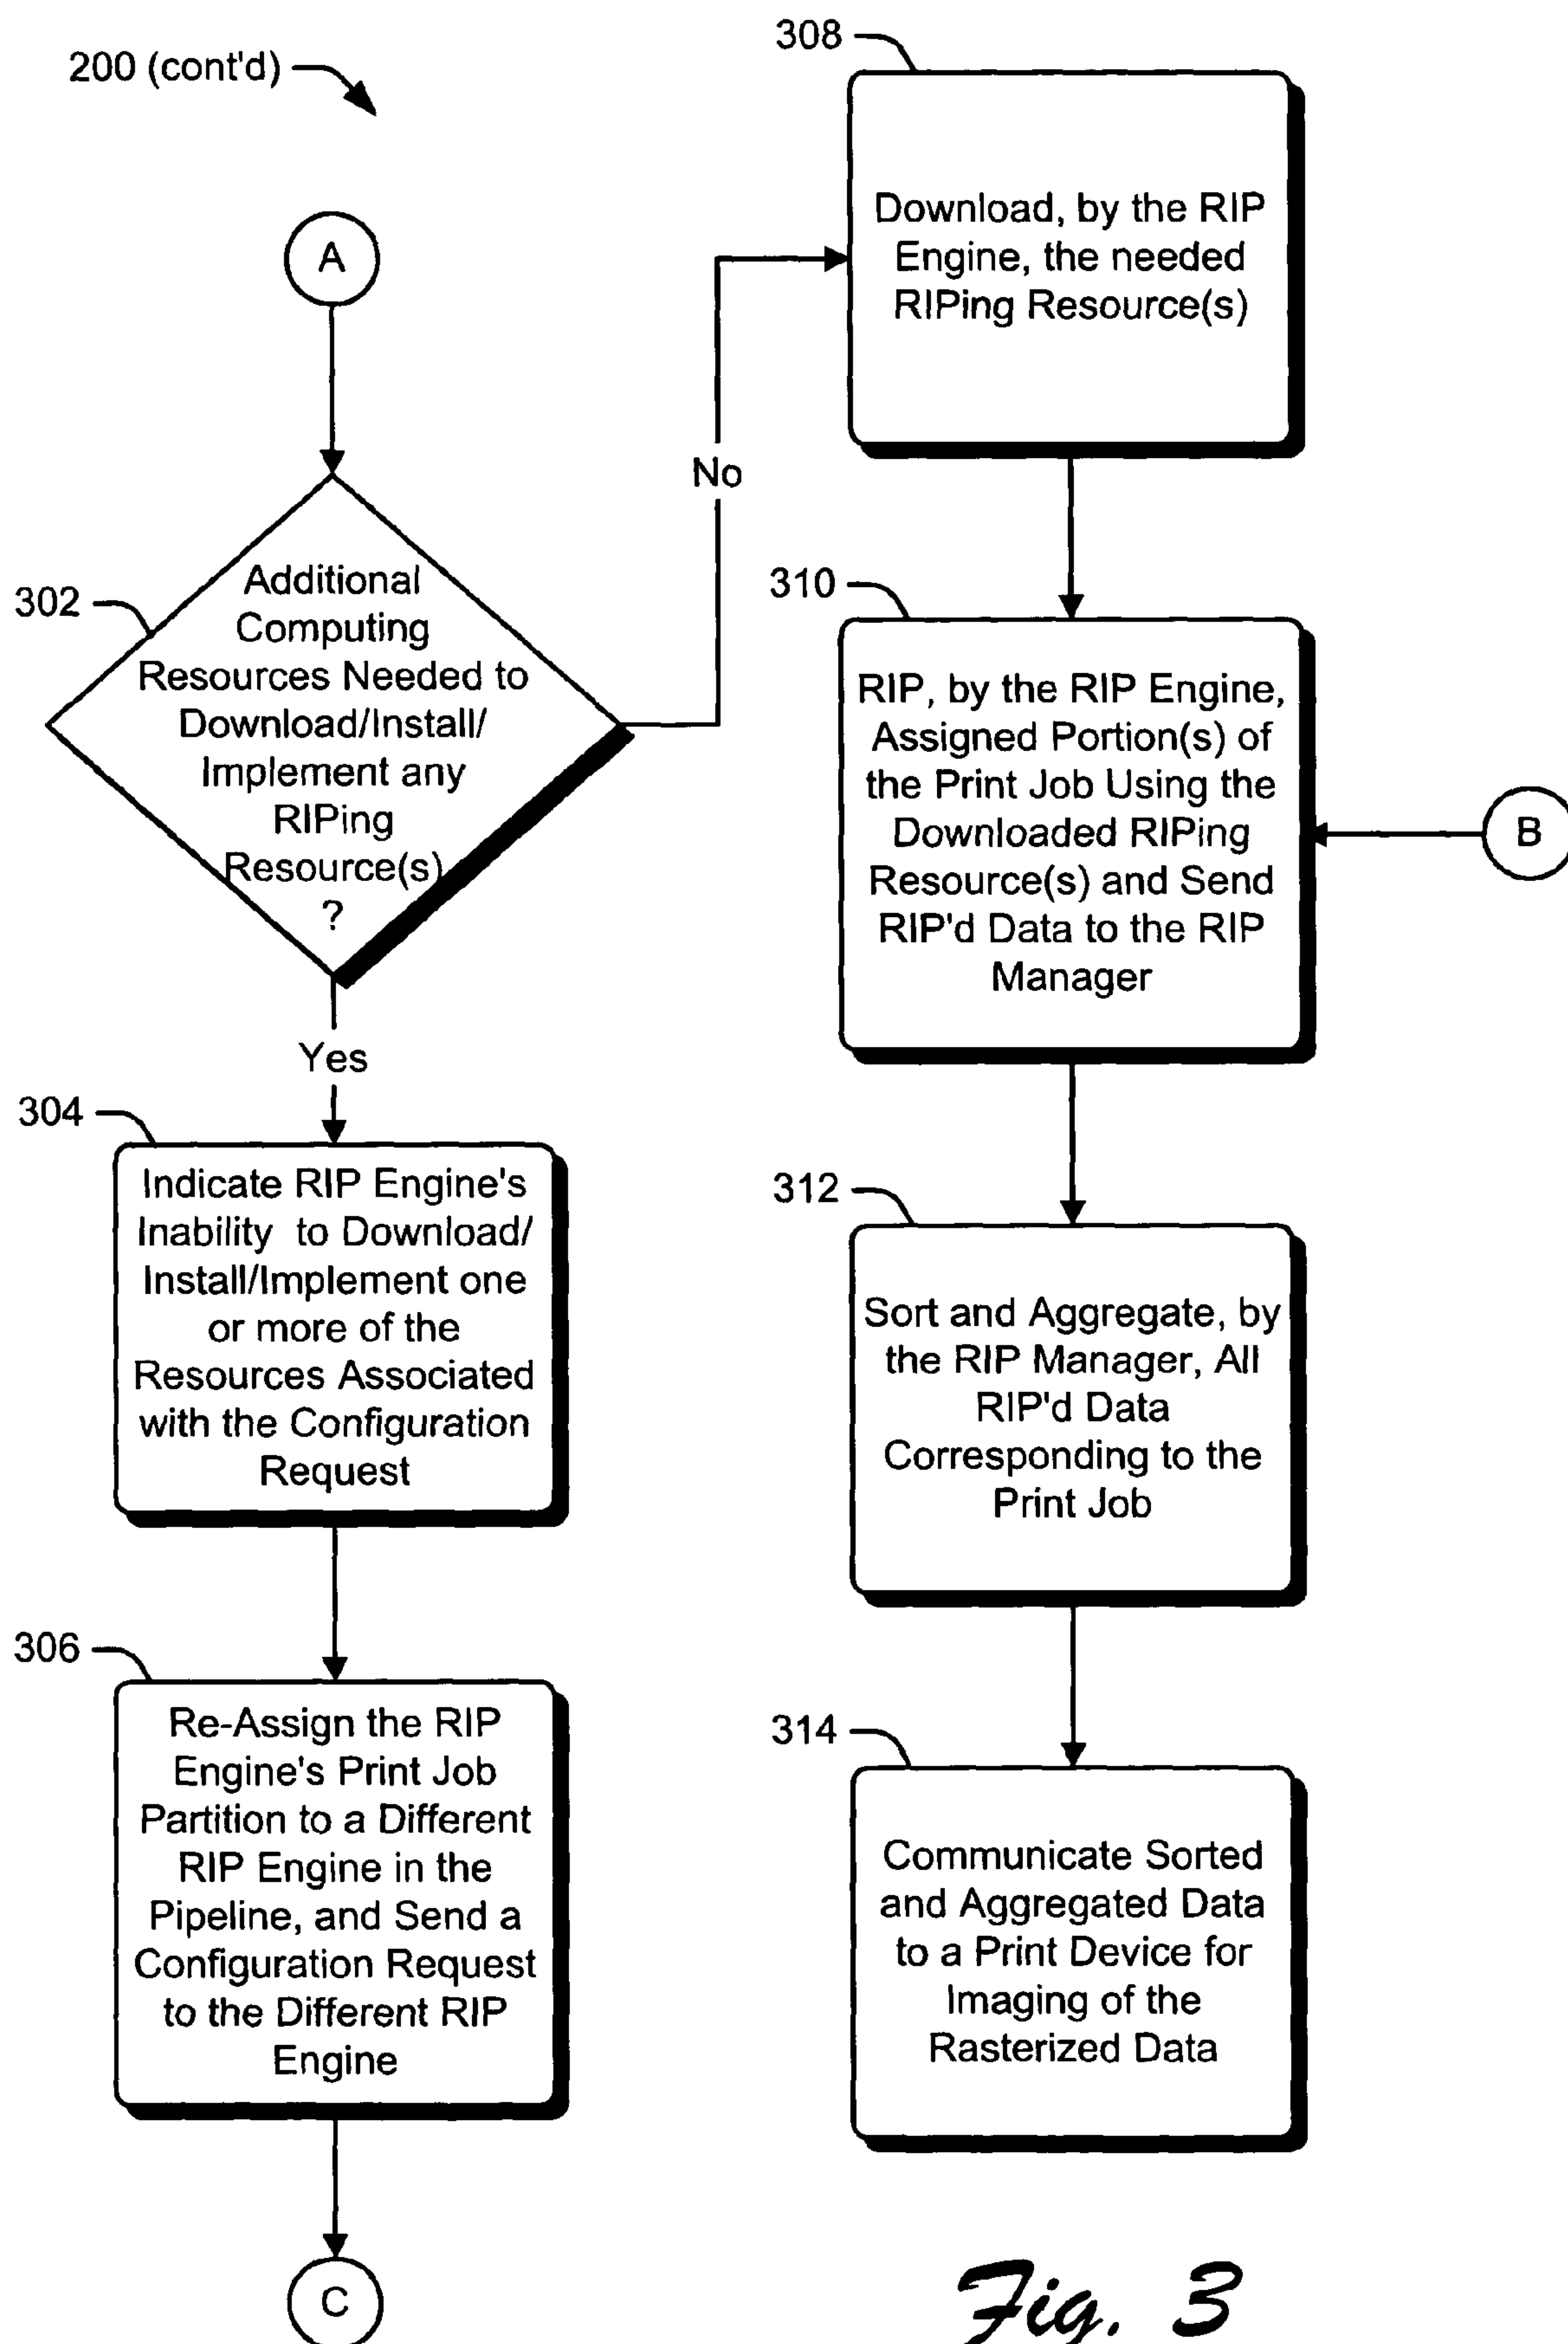 200 (cont'd)
A
302
Additional
Computing
Resources Needed to
Download/Install/
Implement any
RIPing
Resource(s)
?
No
Yes
304
Indicate RIP Engine's
Inability to Download/
Install/Implement one
or more of the
Resources Associated
with the Configuration
Request
306
Re-Assign the RIP
Engine's Print Job
Partition to a Different
RIP Engine in the
Pipeline, and Send a
Configuration Request
to the Different RIP
Engine
C
308
Download, by the RIP
Engine, the needed
RIPing Resource(s)
310
RIP, by the RIP Engine,
Assigned Portion(s) of
the Print Job Using the
Downloaded RIPing
Resource(s) and Send
RIP'd Data to the RIP
Manager
B
312
Sort and Aggregate, by
the RIP Manager, All
RIP'd Data
Corresponding to the
Print Job
314
Communicate Sorted
and Aggregated Data
to a Print Device for
Imaging of the
Rasterized Data
Fig. 3